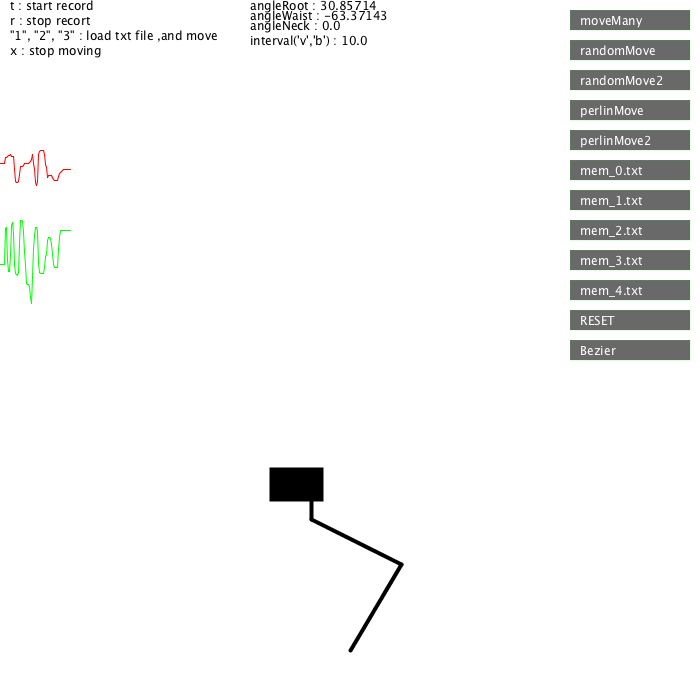 t : start record
r : stop recort
"1", "2", "3" : load txt file ,and move
x : stop moving
angleRoot : 30.85714
angleWaist : -63.37143
angleNeck : 0.0
interval('v','b') : 10.0
moveMany
randomMove
randomMove2
perlinMove
perlinMove2
mem_0.txt
mem_1.txt
mem_2.txt
mem_3.txt
mem_4.txt
RESET
Bezier